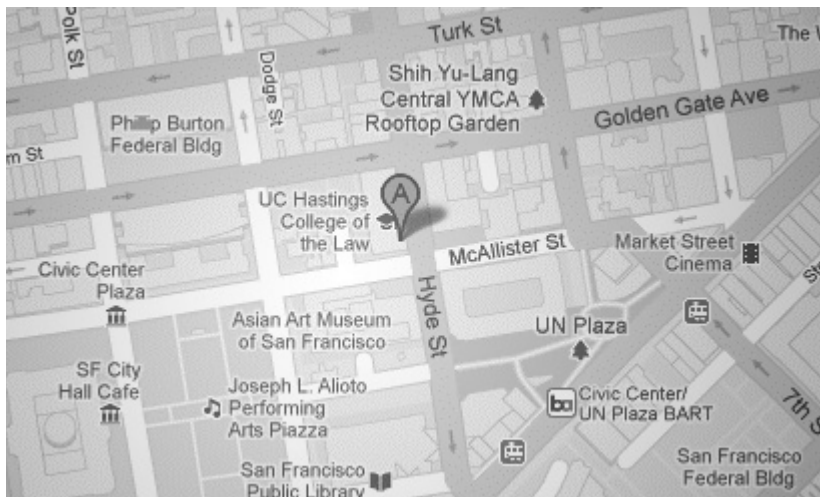 Polk St
Turk St
Dodge St
The
Shih Yu-Lang
Central YMCA
Rooftop Garden
Golden Gate Ave
Phillip Burton
Federal Bldg
m St
A
UC Hastings
College of
the Law
McAllister St
Market Street
Cinema
Civic Center
Plaza
Hyde St
Asian Art Museum
of San Francisco
UN Plaza
SF City
Hall Cafe
Joseph L. Alioto
Performing
Arts Piazza
ba
Civic Center/
UN Plaza BART
7th S
San Francisco
Public Library
San Francisco
Federal Bldg